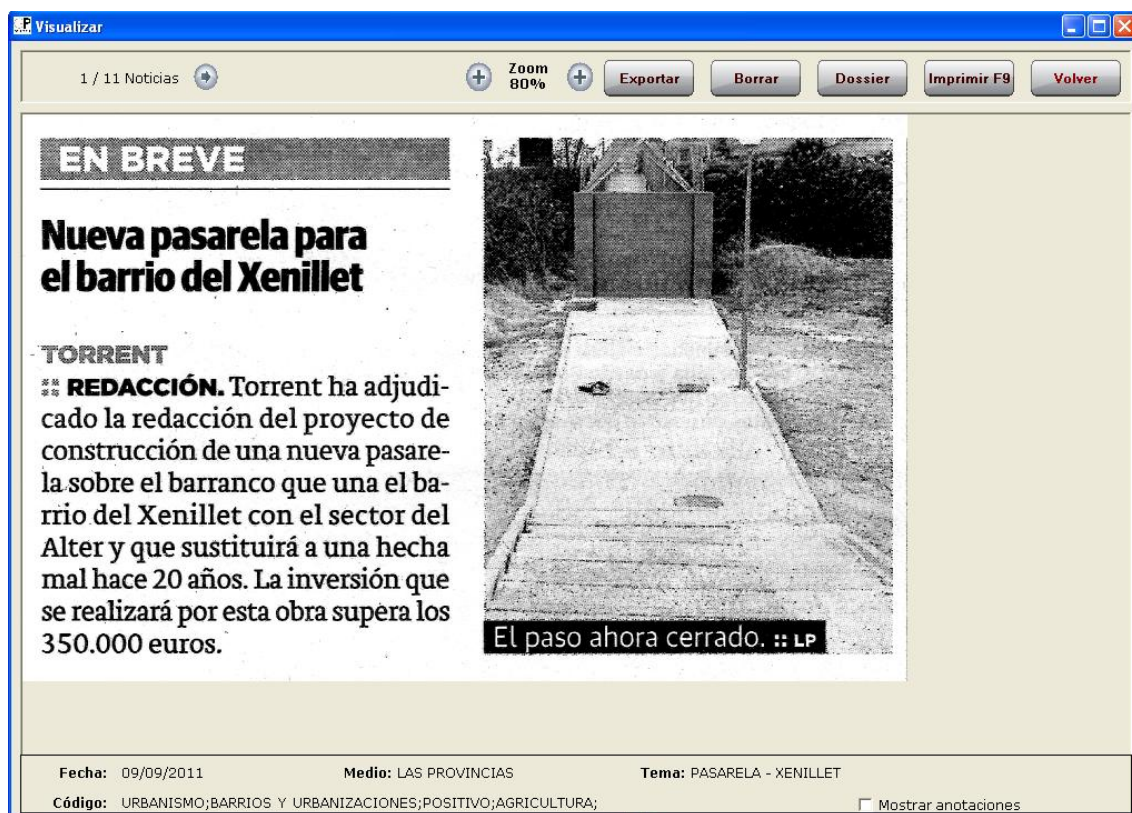 Visualizar
1 / 11 Noticias
Zoom
80%
Exportar
Borrar
Dossier
Imprimir F9
Volver
EN BREVE
Nueva pasarela para
el barrio del Xenillet
TORRENT
:: REDACCIÓN. Torrent ha adjudi-
cado la redacción del proyecto de
construcción de una nueva pasare-
la sobre el barranco que una el ba-
rrio del Xenillet con el sector del
Alter y que sustituirá a una hecha
mal hace 20 años. La inversión que
se realizará por esta obra supera los
350.000 euros.
El paso ahora cerrado. :: LP
Fecha: 09/09/2011
Medio: LAS PROVINCIAS
Tema: PASARELA - XENILLET
Código: URBANISMO;BARRIOS Y URBANIZACIONES;POSITIVO;AGRICULTURA;
Mostrar anotaciones